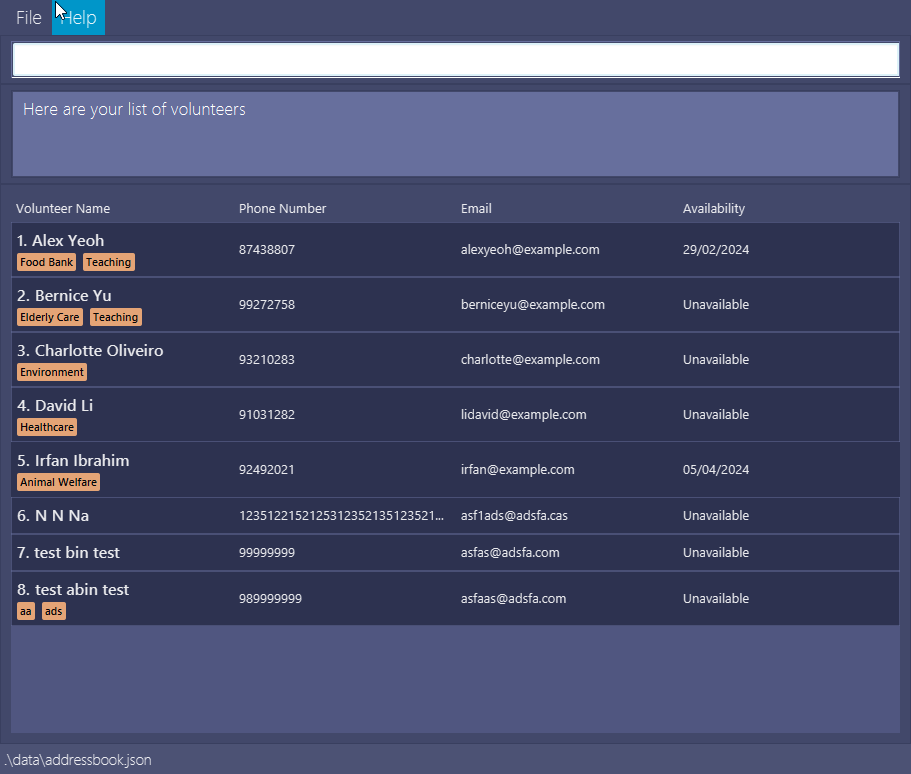 File Help
Here are your list of volunteers
Volunteer Name Phone Number Email Availability
1. Alex Yeoh
Food Bank Teaching
87438807 alexyeoh@example.com 29/02/2024
2. Bernice Yu
Elderly Care Teaching
99272758 berniceyu@example.com Unavailable
3. Charlotte Oliveiro
Environment
93210283 charlotte@example.com Unavailable
4. David Li
Healthcare
91031282 lidavid@example.com Unavailable
5. Irfan Ibrahim
Animal Welfare
92492021 irfan@example.com 05/04/2024
6. N N Na 1235122152125312352135123521... asf1ads@adsfa.cas Unavailable
7. test bin test 99999999 asfas@adsfa.com Unavailable
8. test abin test
aa ads
989999999 asfaas@adsfa.com Unavailable
.\data\addressbook.json